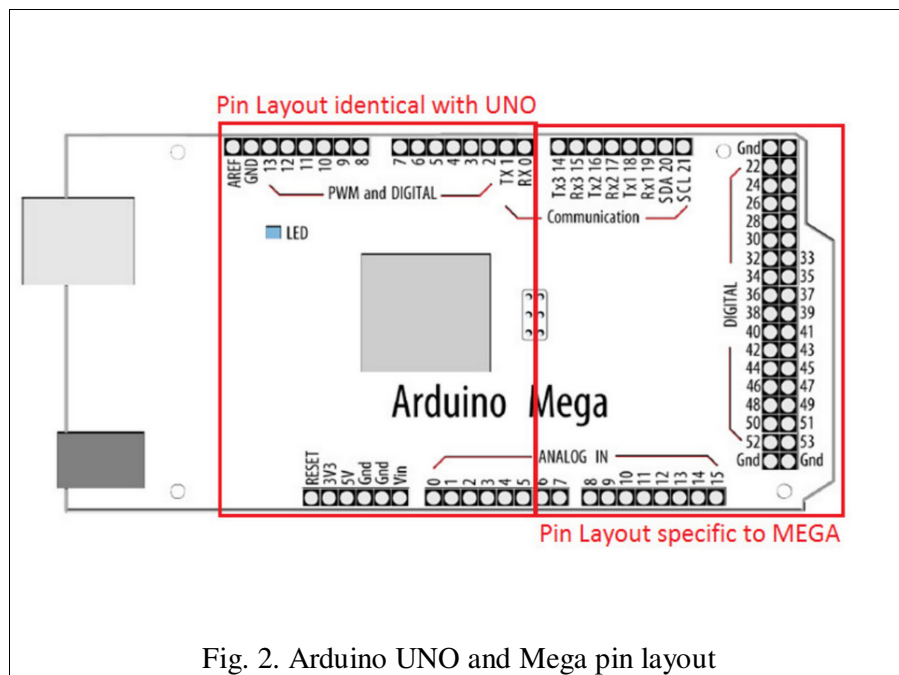 Pin Layout identical with UNO
AREF
GND
13
12
11
10
9
8
7
6
5
4
3
2
TX 1
RX 0
Tx3 14
Rx3 15
Tx2 16
Rx2 17
Tx1 18
Rx1 19
SDA 20
SCL 21
PWM and DIGITAL
Communication
LED
Gnd
22
24
26
28
30
32 33
34 35
36 37
38 39
40 41
42 43
44 45
46 47
48 49
50 51
52 53
Gnd Gnd
DIGITAL
Arduino Mega
ANALOG IN
RESET
3V3
5V
Gnd
Gnd
Vin
0
1
2
3
4
5
6
7
8
9
10
11
12
13
14
15
Pin Layout specific to MEGA
Fig. 2. Arduino UNO and Mega pin layout